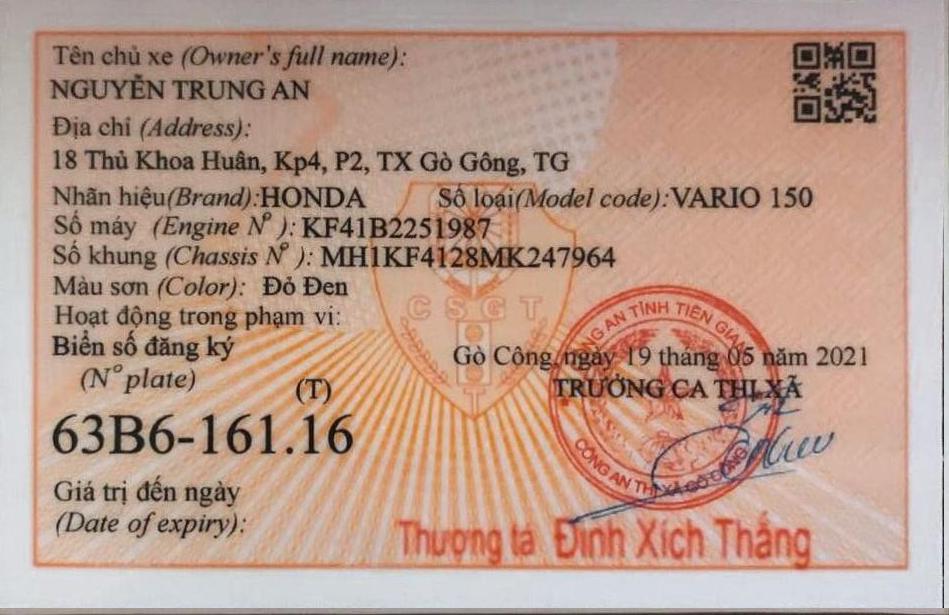 Tên chủ xe (Owner's full name):
NGUYỄN TRUNG AN
Địa chỉ (Address):
18 Thủ Khoa Huân, Kp4, P2, TX Gò Gông, TG
Nhãn hiệu(Brand):HONDA Số loại(Model code):VARIO 150
Số máy (Engine N°): KF41B2251987
Số khung (Chassis N°): MH1KF4128MK247964
Màu sơn (Color): Đỏ Đen
Hoạt động trong phạm vi:
Biển số đăng ký
(N°plate)
(T)
63B6-161.16
Giá trị đến ngày
(Date of expiry):
Gò Công, ngày 19 tháng 05 năm 2021
TRƯỞNG CA THỊ XÃ
CÔNG AN TỈNH TIỀN GIANG
CÔNG AN THỊ XÃ GÒ CÔNG
Thượng tá Đinh Xích Thắng
CSGT
T